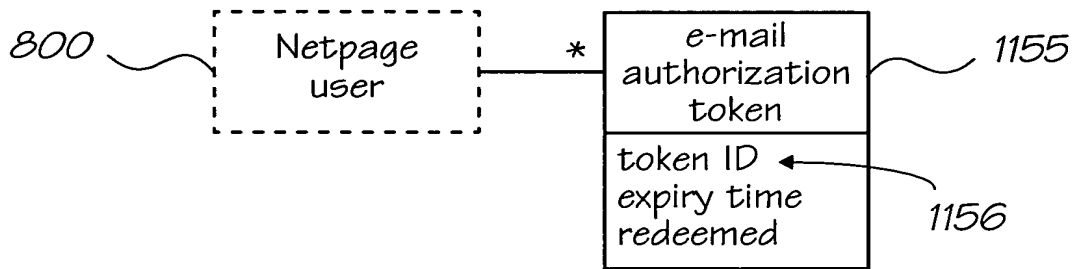 800
Netpage
user
*
e-mail
authorization
token
1155
token ID
expiry time
redeemed
1156